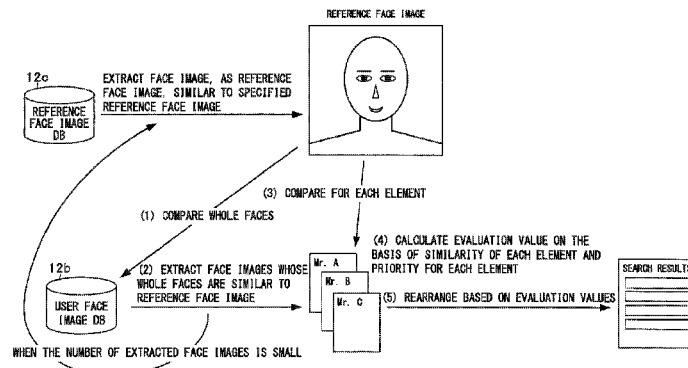 REFERENCE FACE IMAGE
12c
EXTRACT FACE IMAGE, AS REFERENCE
FACE IMAGE, SIMILAR TO SPECIFIED
REFERENCE FACE IMAGE
REFERENCE
FACE IMAGE
DB
(3) COMPARE FOR EACH ELEMENT
(1) COMPARE WHOLE FACES
(4) CALCULATE EVALUATION VALUE ON THE
BASIS OF SIMILARITY OF EACH ELEMENT AND
PRIORITY FOR EACH ELEMENT
12b
(2) EXTRACT FACE IMAGES WHOSE
WHOLE FACES ARE SIMILAR TO
REFERENCE FACE IMAGE
USER FACE
IMAGE DB
Mr. A
Mr. B
Mr. C
(5) REARRANGE BASED ON EVALUATION VALUES
SEARCH RESULTS
WHEN THE NUMBER OF EXTRACTED FACE IMAGES IS SMALL